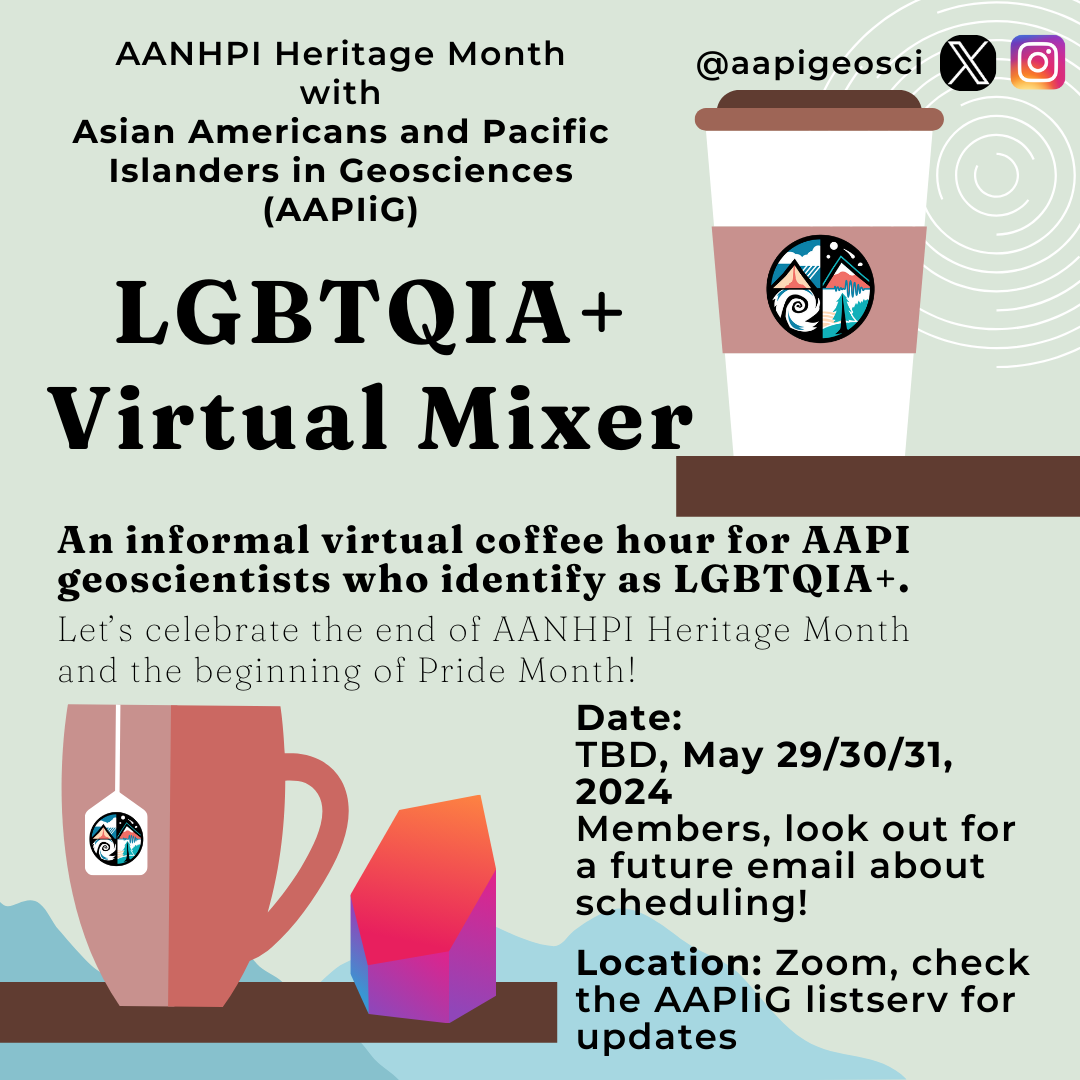 AANHPI Heritage Month
with
Asian Americans and Pacific
Islanders in Geosciences
(AAPIiG)
@aapigeosci
LGBTQIA+
Virtual Mixer
An informal virtual coffee hour for AAPI
geoscientists who identify as LGBTQIA+.
Let's celebrate the end of AANHPI Heritage Month
and the beginning of Pride Month!
Date:
TBD, May 29/30/31,
2024
Members, look out for
a future email about
scheduling!
Location: Zoom, check
the AAPIiG listserv for
updates